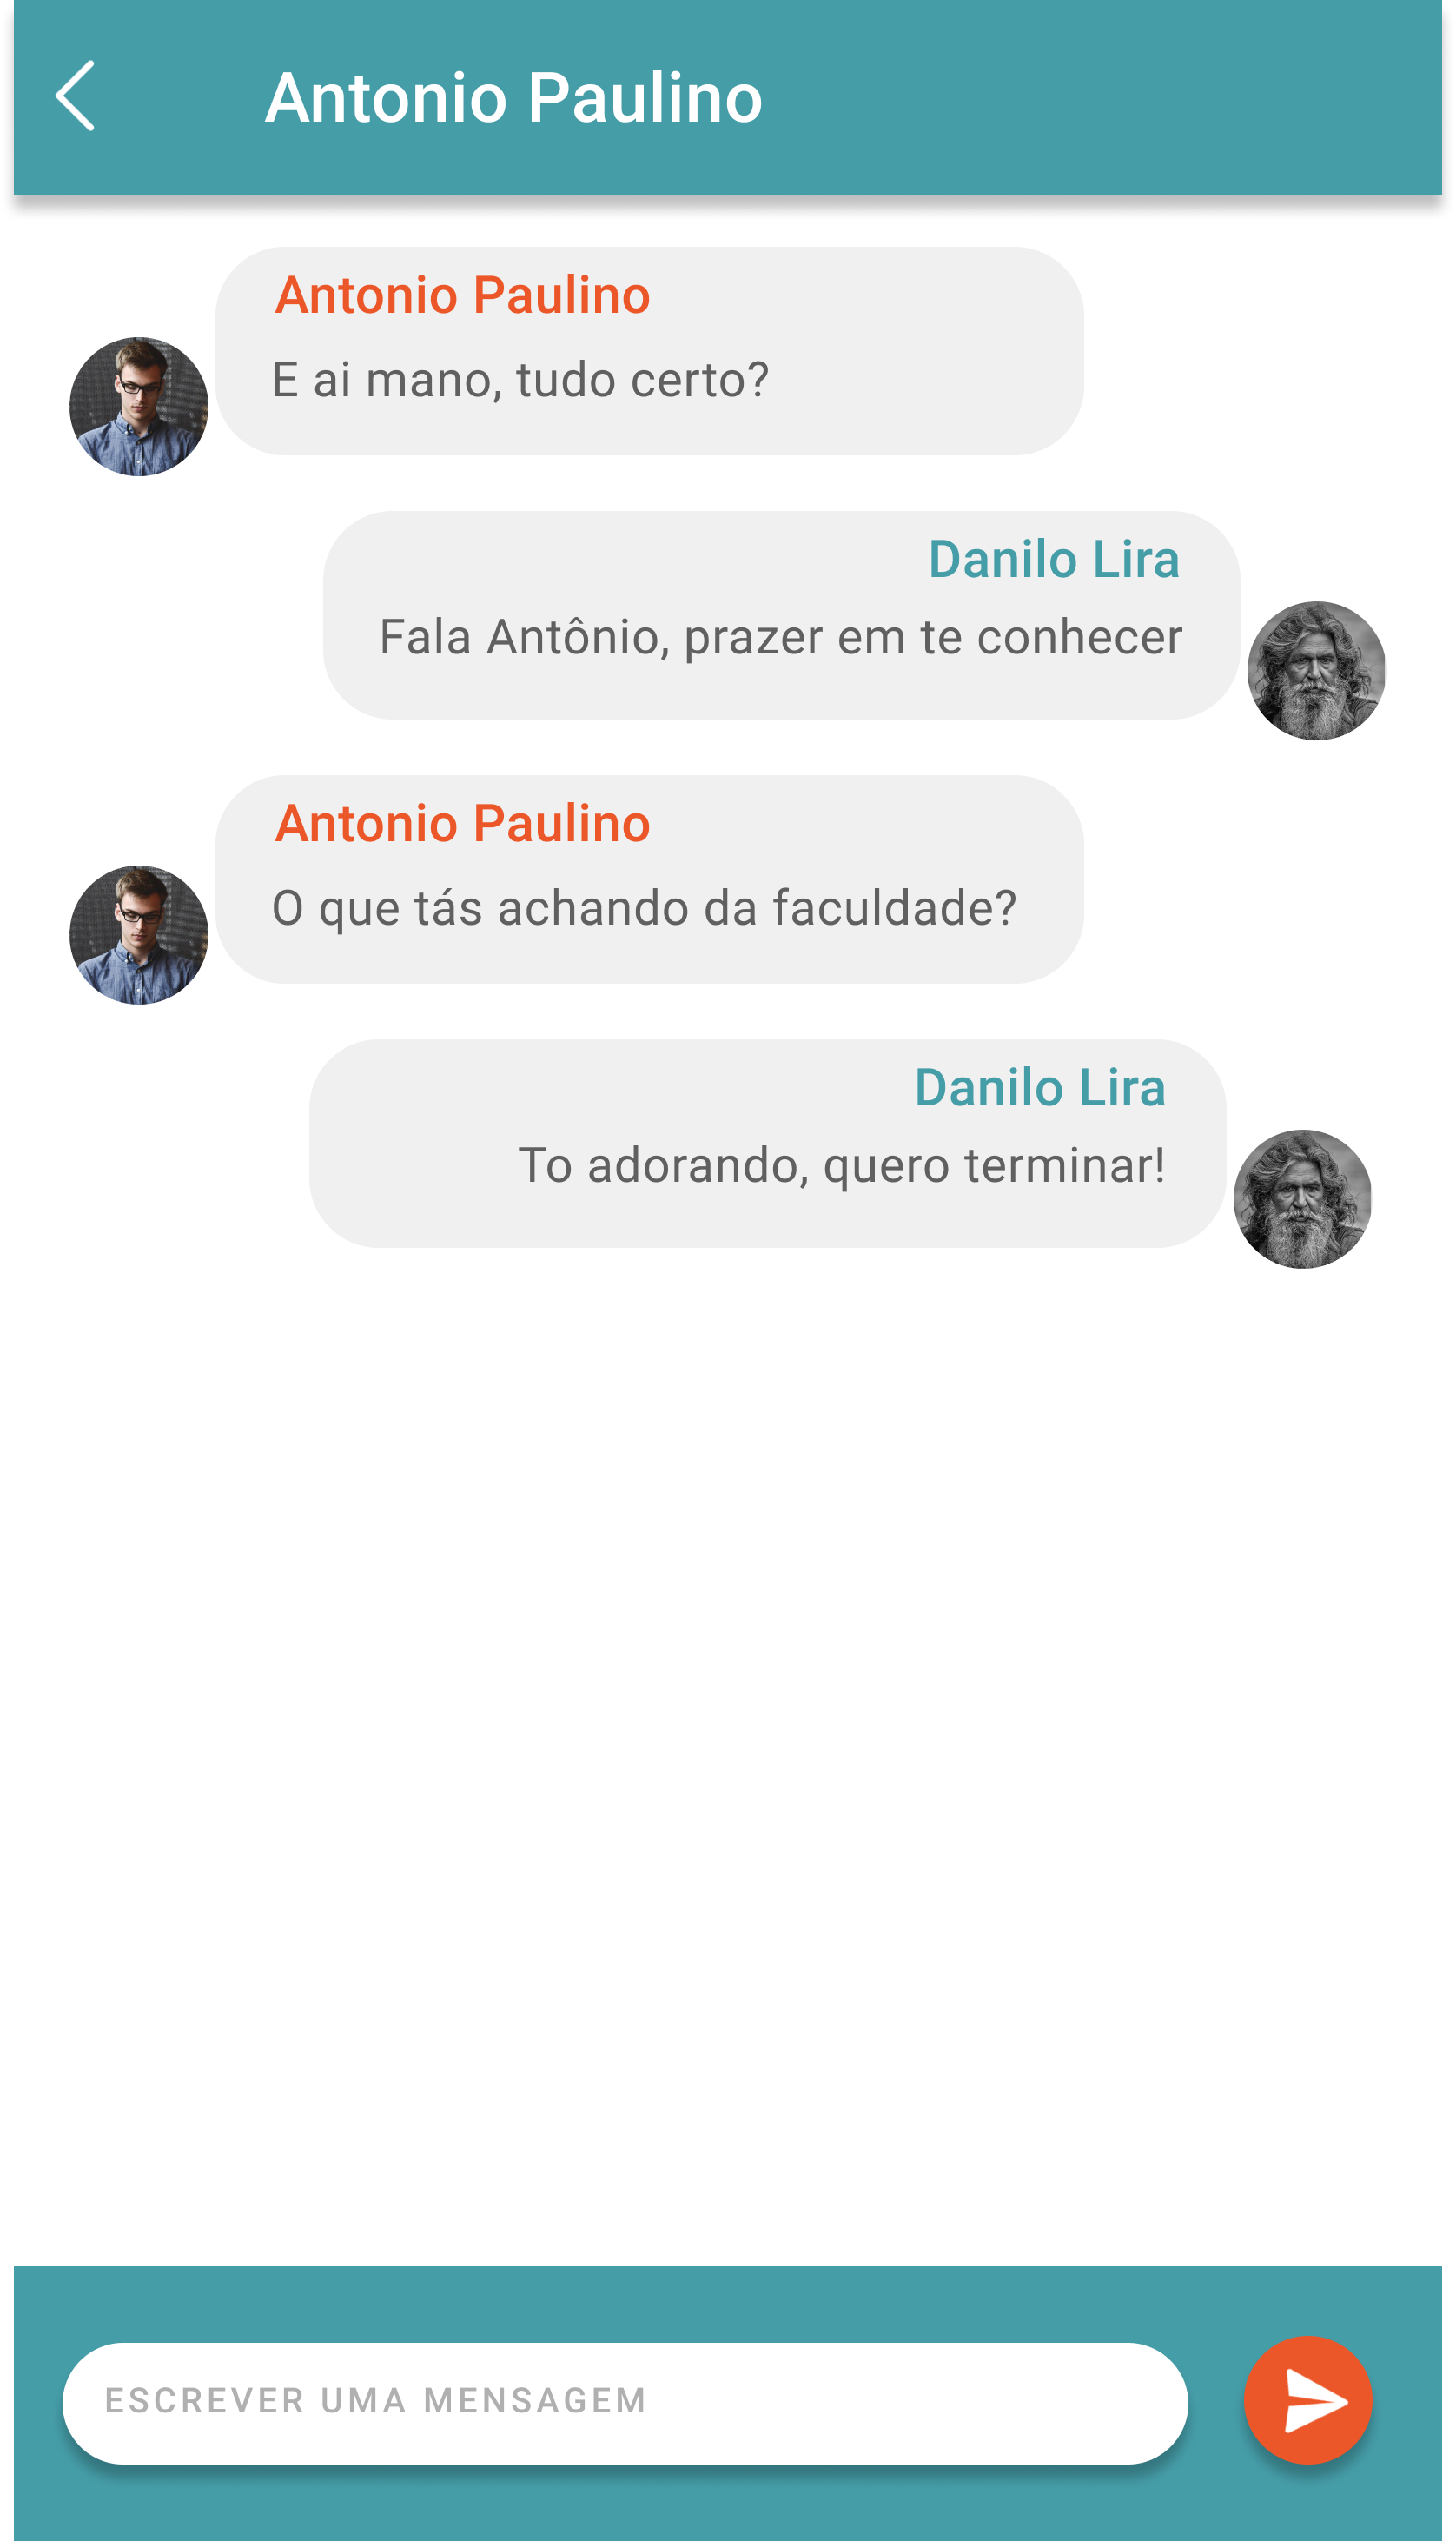 Antonio Paulino
Antonio Paulino
E ai mano, tudo certo?
Danilo Lira
Fala Antônio, prazer em te conhecer
Antonio Paulino
O que tás achando da faculdade?
Danilo Lira
To adorando, quero terminar!
ESCREVER UMA MENSAGEM